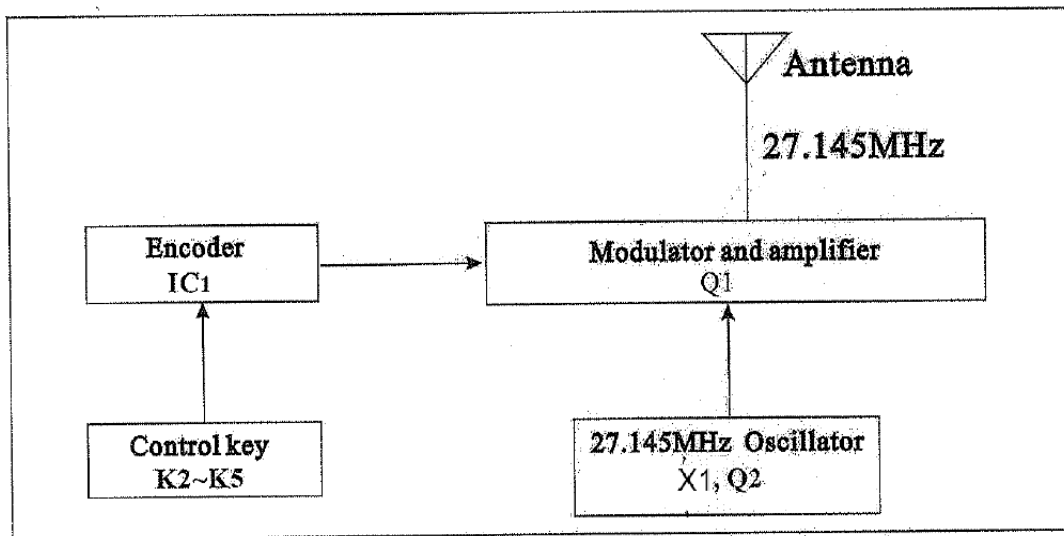 Antenna
27.145MHz
Encoder
IC1
Modulator and amplifier
Q1
Control key
K2~K5
27.145MHz Oscillator
X1, Q2